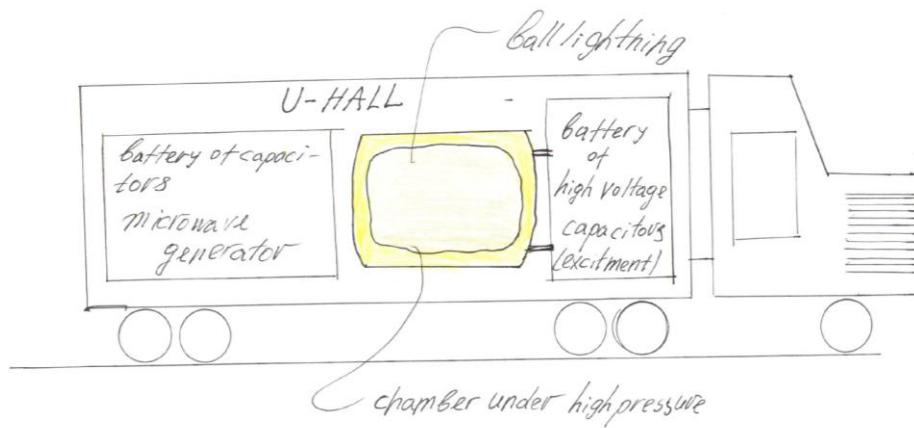 ball lightning
U-HALL
battery of capaci-
tors
microwave
generator
battery
of
high voltage
capacitors
(excitment)
chamber under high pressure